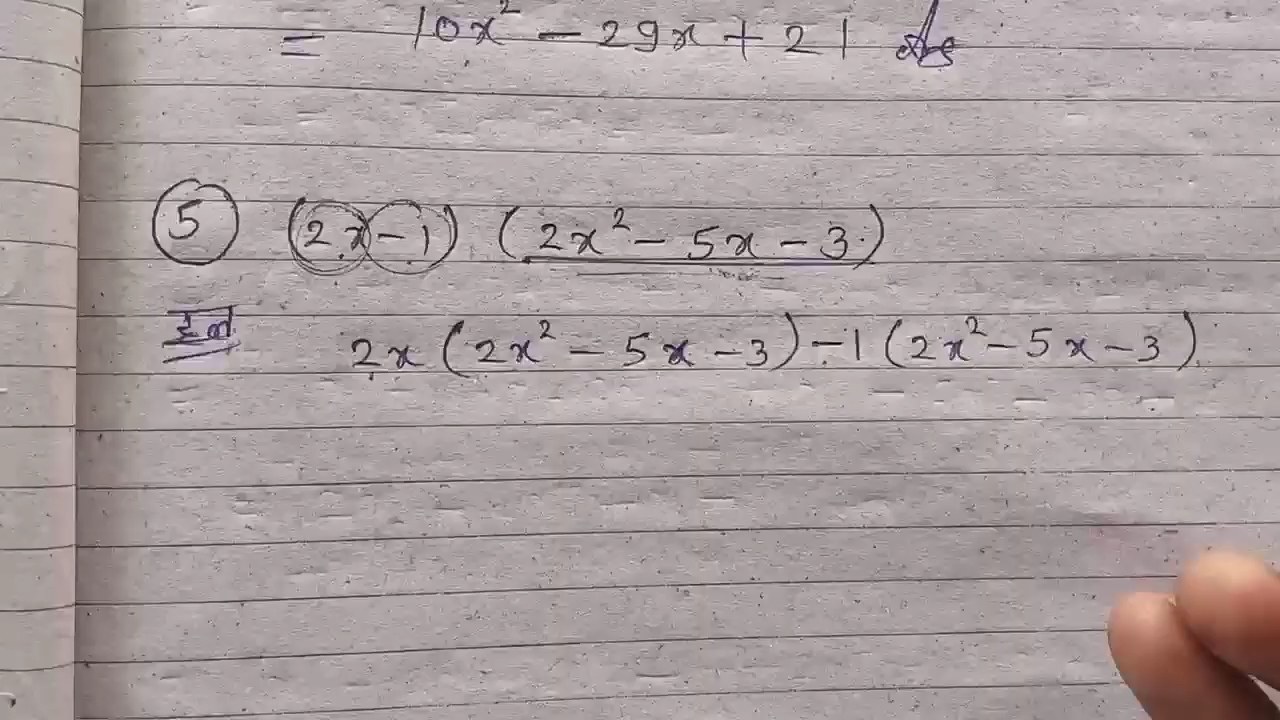 = 10x² - 29x + 21 Ans
5 (2x-1) (2x² - 5x - 3)
हल 2x (2x² - 5x - 3) - 1 (2x² - 5x - 3)